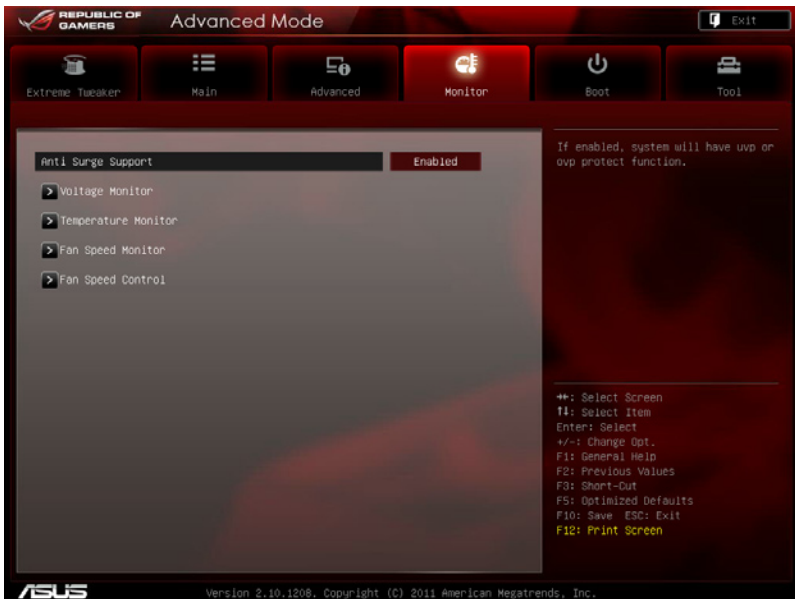 REPUBLIC OF
GAMERS
Advanced Mode
Exit
Extreme Tweaker
Main
Advanced
Monitor
Boot
Tool
Anti Surge Support
Enabled
> Voltage Monitor
> Temperature Monitor
> Fan Speed Monitor
> Fan Speed Control
If enabled, system will have uvp or
ovp protect function.
→←: Select Screen
↑↓: Select Item
Enter: Select
+/-: Change Opt.
F1: General Help
F2: Previous Values
F3: Short-Cut
F5: Optimized Defaults
F10: Save ESC: Exit
F12: Print Screen
ASUS
Version 2.10.1208. Copyright (C) 2011 American Megatrends, Inc.